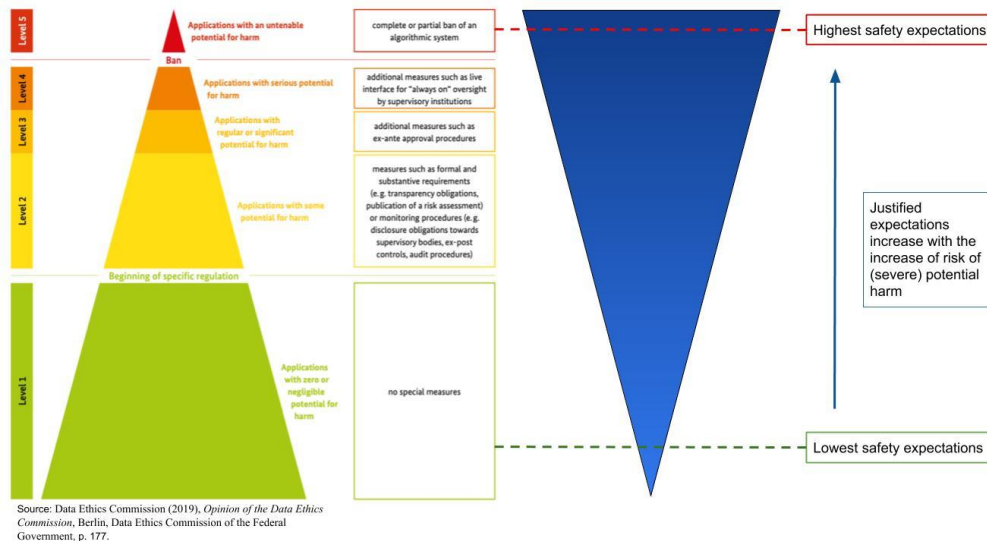 Level 5
Applications with an untenable
potential for harm
complete or partial ban of an
algorithmic system
Highest safety expectations
Ban
Level 4
Applications with serious potential
for harm
additional measures such as live
interface for "always on" oversight
by supervisory institutions
Level 3
Applications with
regular or significant
potential for harm
additional measures such as
ex-ante approval procedures
Level 2
Applications with some
potential for harm
measures such as formal and
substantive requirements
(e.g. transparency obligations,
publication of a risk assessment)
or monitoring procedures (e.g.
disclosure obligations towards
supervisory bodies, ex-post
controls, audit procedures)
Justified
expectations
increase with the
increase of risk of
(severe) potential
harm
Beginning of specific regulation
Level 1
Applications
with zero or
negligible
potential for
harm
no special measures
Lowest safety expectations
Source: Data Ethics Commission (2019), Opinion of the Data Ethics
Commission, Berlin, Data Ethics Commission of the Federal
Government, p. 177.